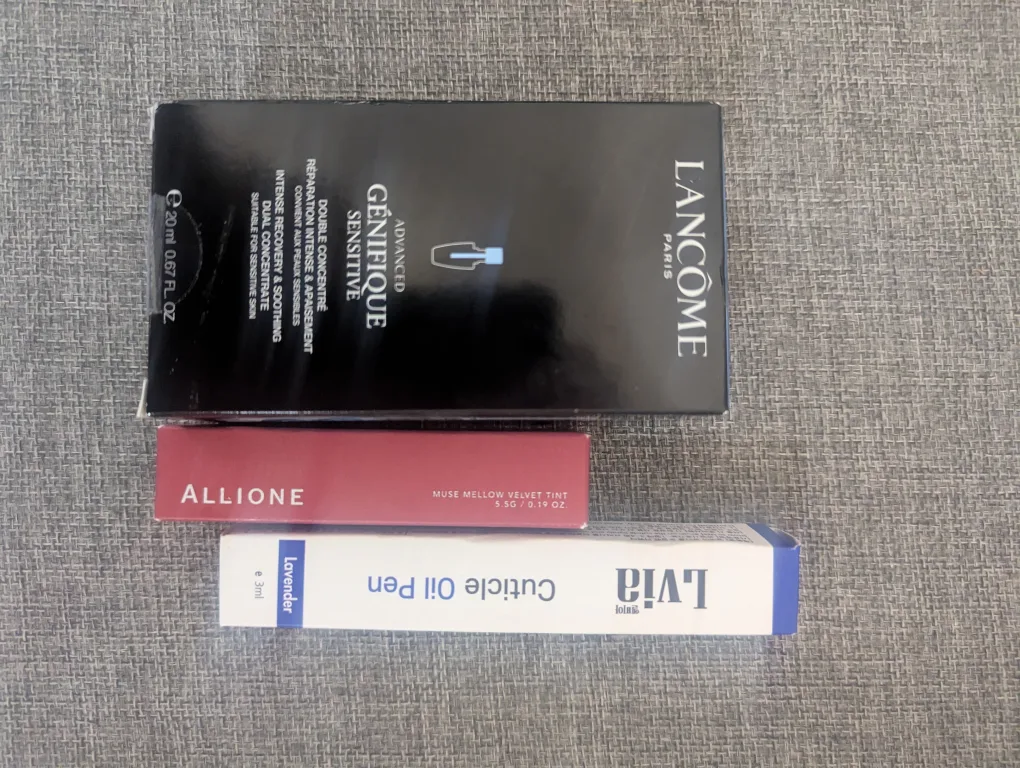 LANCÔME
PARIS
ADVANCED
GÉNIFIQUE
SENSITIVE
DOUBLE CONCENTRÉ
RÉPARATION INTENSE & APAISEMENT
CONVIENT AUX PEAUX SENSIBLES
INTENSE RECOVERY & SOOTHING
DUAL CONCENTRATE
SUITABLE FOR SENSITIVE SKIN
e 20 ml 0.67 FL. OZ.
ALLIONE
MUSE MELLOW VELVET TINT
5.5G / 0.19 OZ.
Lvia
Cuticle Oil Pen
Lavender
e 3ml